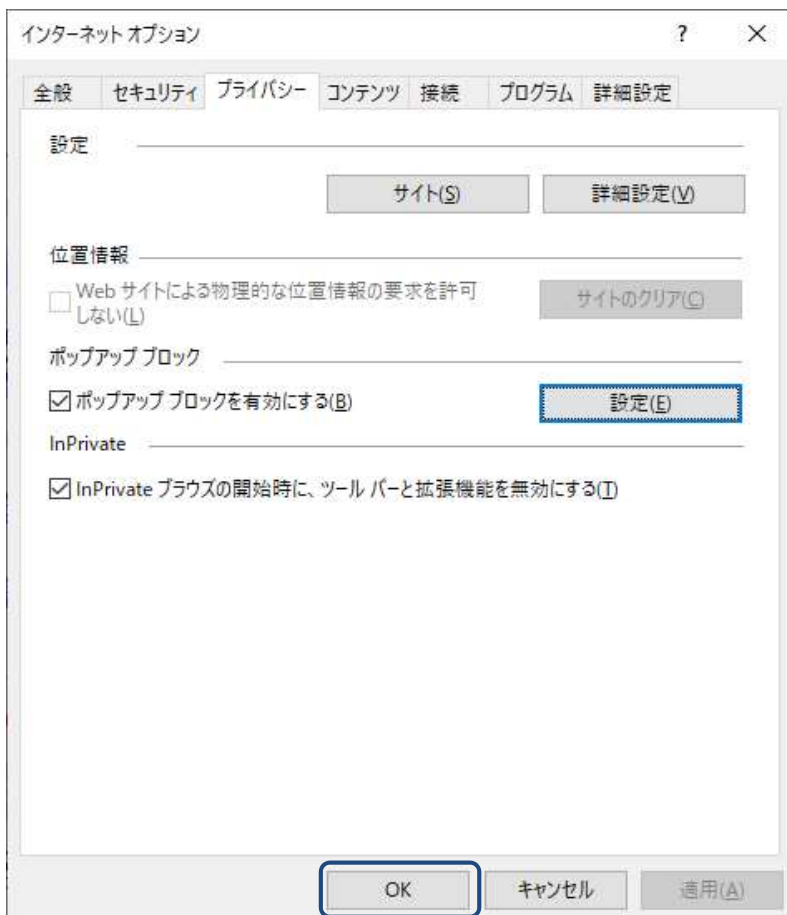 インターネット オプション ? ×
全般 セキュリティ プライバシー コンテンツ 接続 プログラム 詳細設定
設定
サイト(S) 詳細設定(V)
位置情報
Web サイトによる物理的な位置情報の要求を許可
しない(L)
サイトのクリア(C)
ポップアップ ブロック
ポップアップ ブロックを有効にする(B) 設定(E)
InPrivate
InPrivate ブラウズの開始時に、ツール バーと拡張機能を無効にする(T)
OK キャンセル 適用(A)